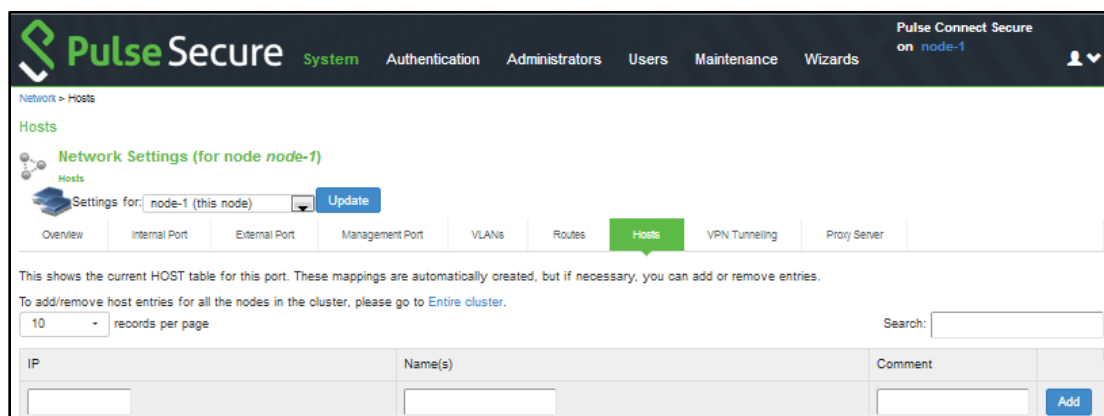 Pulse Secure System Authentication Administrators Users Maintenance Wizards Pulse Connect Secure
on node-1
Network > Hosts
Hosts
Network Settings (for node node-1)
Hosts
Settings for: node-1 (this node) Update
Overview Internal Port External Port Management Port VLANs Routes Hosts VPN Tunneling Proxy Server
This shows the current HOST table for this port. These mappings are automatically created, but if necessary, you can add or remove entries.
To add/remove host entries for all the nodes in the cluster, please go to Entire cluster.
10 records per page Search:
IP Name(s) Comment
Add